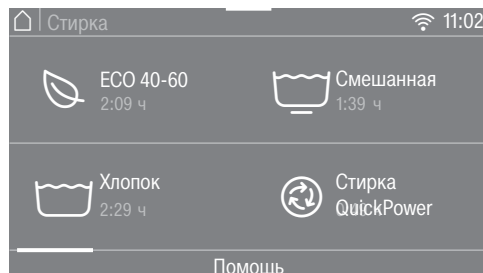 Стирка
11:02
ECO 40-60
2:09 ч
Смешанная
1:39 ч
Хлопок
2:29 ч
Стирка
QuickPower
Помощь